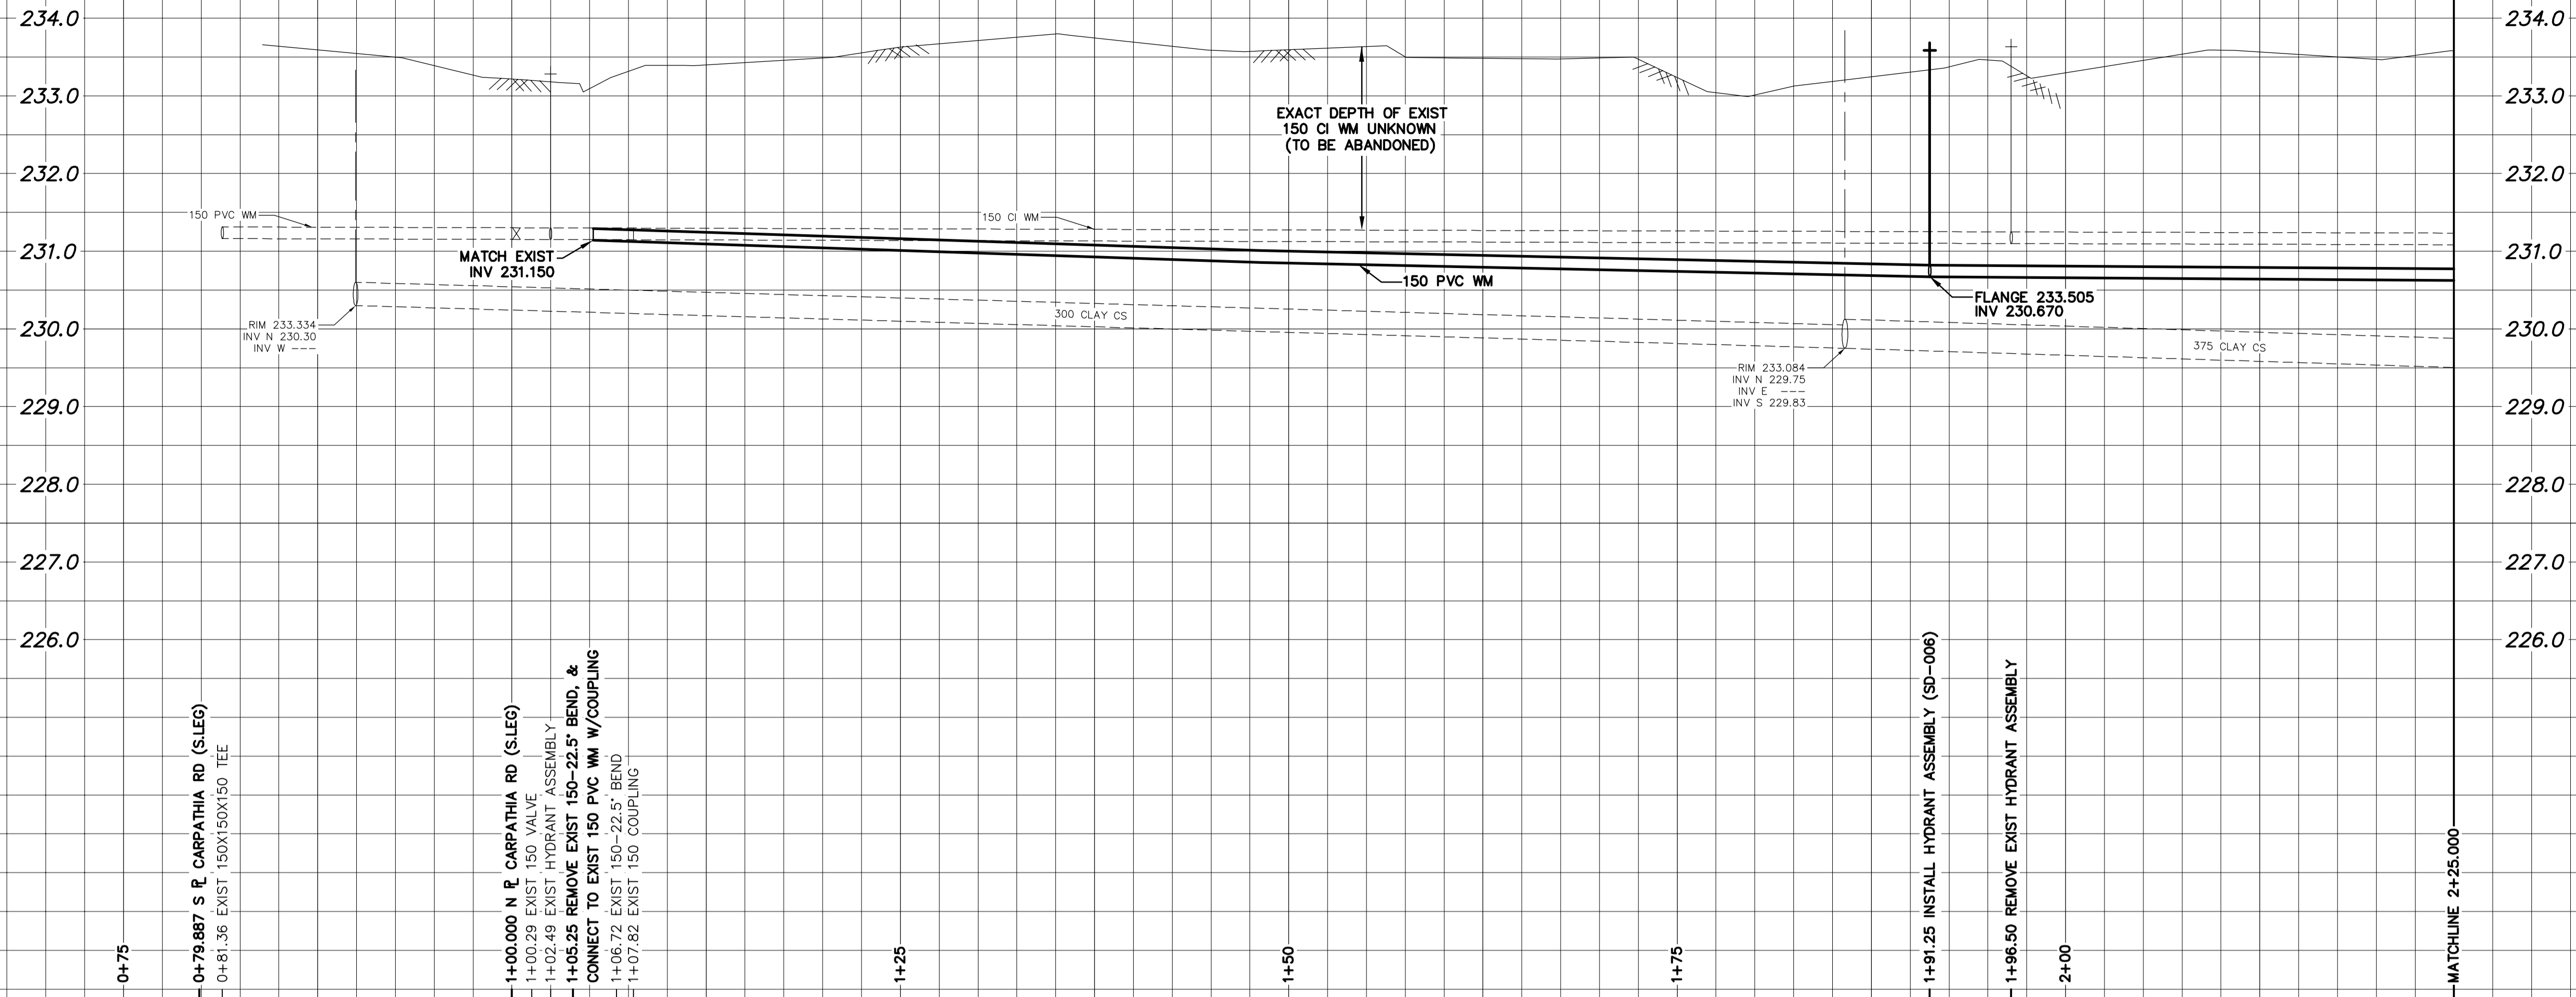 234.0
234.0
233.0
233.0
EXACT DEPTH OF EXIST
150 CI WM UNKNOWN
(TO BE ABANDONED)
232.0
232.0
150 PVC WM
150 CI WM
231.0
231.0
MATCH EXIST
INV 231.150
150 PVC WM
FLANGE 233.505
INV 230.670
300 CLAY CS
230.0
230.0
RIM 233.334
INV N 230.30
INV W ---
375 CLAY CS
RIM 233.084
INV N 229.75
INV E ---
INV S 229.83
229.0
229.0
228.0
228.0
227.0
227.0
226.0
226.0
0+75
0+79.887 S PL CARPATHIA RD (S.LEG)
0+81.36 EXIST 150X150X150 TEE
1+00.000 N PL CARPATHIA RD (S.LEG)
1+00.29 EXIST 150 VALVE
1+02.49 EXIST HYDRANT ASSEMBLY
1+05.25 REMOVE EXIST 150-22.5° BEND, &
CONNECT TO EXIST 150 PVC WM W/COUPLING
1+06.72 EXIST 150-22.5° BEND
1+07.82 EXIST 150 COUPLING
1+25
1+50
1+75
1+91.25 INSTALL HYDRANT ASSEMBLY (SD-006)
1+96.50 REMOVE EXIST HYDRANT ASSEMBLY
2+00
MATCHLINE 2+25.000